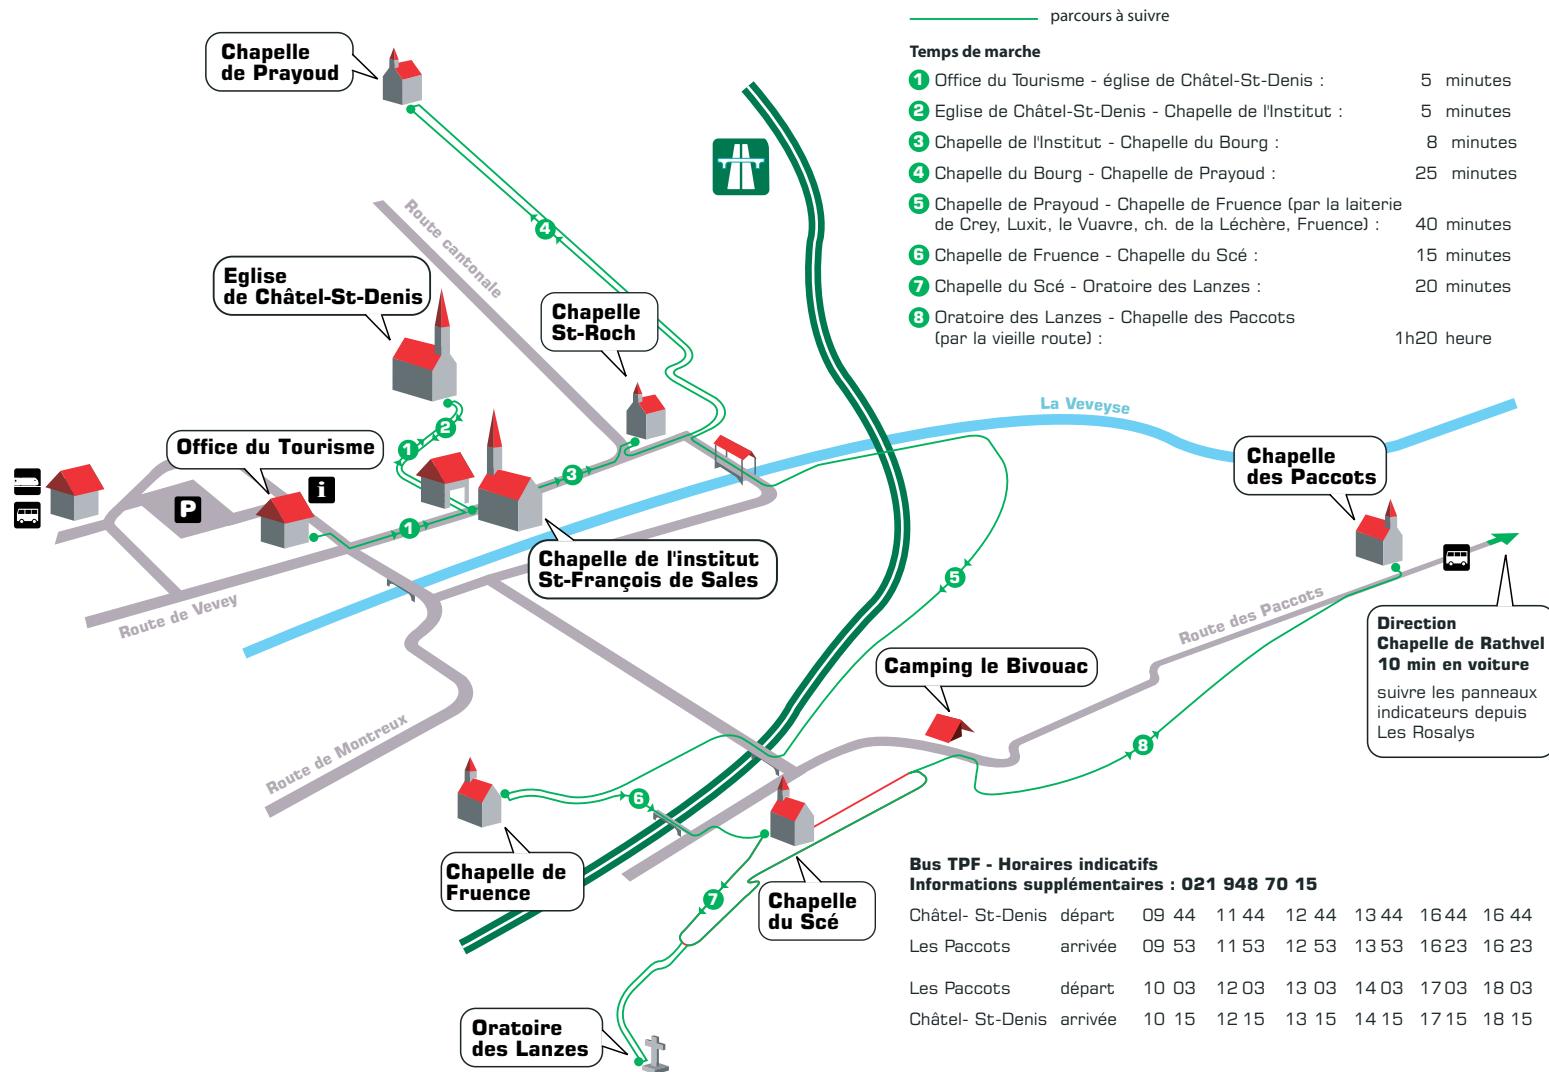 parcours à suivre
Temps de marche
1 Office du Tourisme - église de Châtel-St-Denis : 5 minutes
2 Eglise de Châtel-St-Denis - Chapelle de l'Institut : 5 minutes
3 Chapelle de l'Institut - Chapelle du Bourg : 8 minutes
4 Chapelle du Bourg - Chapelle de Prayoud : 25 minutes
5 Chapelle de Prayoud - Chapelle de Fruence (par la laiterie
de Crey, Luxit, le Vuavre, ch. de la Léchère, Fruence) : 40 minutes
6 Chapelle de Fruence - Chapelle du Scé : 15 minutes
7 Chapelle du Scé - Oratoire des Lanzes : 20 minutes
8 Oratoire des Lanzes - Chapelle des Paccots
(par la vieille route) : 1h20 heure
Chapelle
de Prayoud
4
Route cantonale
Eglise
de Châtel-St-Denis
Chapelle
St-Roch
La Veveyse
Office du Tourisme
i
P
1
2
1
3
Chapelle
des Paccots
Chapelle de l'institut
St-François de Sales
Route de Vevey
5
Route des Paccots
Direction
Chapelle de Rathvel
10 min en voiture
suivre les panneaux
indicateurs depuis
Les Rosalys
Camping le Bivouac
Route de Montreux
8
6
Chapelle de
Fruence
7
Chapelle
du Scé
Oratoire
des Lanzes
Bus TPF - Horaires indicatifs
Informations supplémentaires : 021 948 70 15
Châtel- St-Denis départ 09 44 11 44 12 44 13 44 16 44 16 44
Les Paccots arrivée 09 53 11 53 12 53 13 53 16 23 16 23
Les Paccots départ 10 03 12 03 13 03 14 03 17 03 18 03
Châtel- St-Denis arrivée 10 15 12 15 13 15 14 15 17 15 18 15